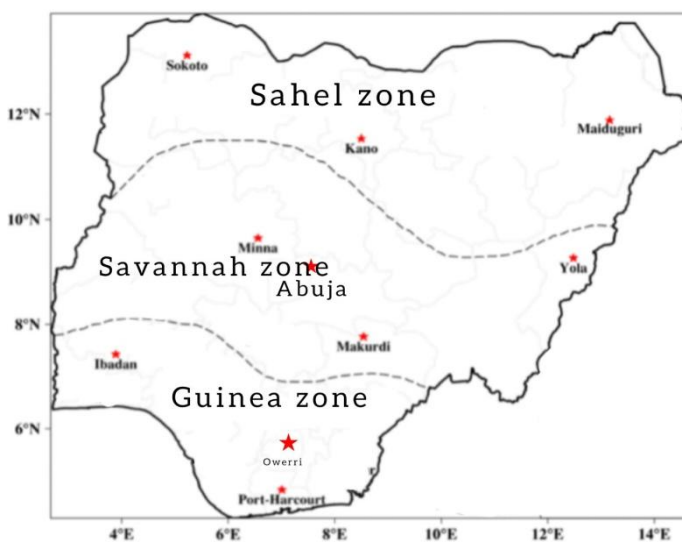 Sokoto
Sahel zone
12°N
Maiduguri
Kano
10°N
Minna
Savannah zone
Yola
Abuja
8°N
Makurdi
Ibadan
Guinea zone
6°N
Owerri
Port-Harcourt
4°E 6°E 8°E 10°E 12°E 14°E